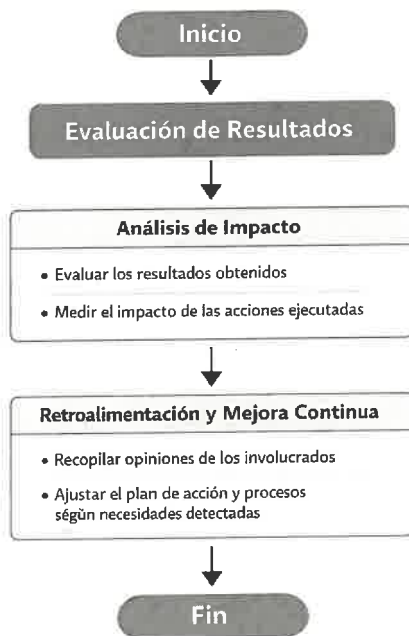 Inicio
Evaluación de Resultados
Análisis de Impacto
• Evaluar los resultados obtenidos
• Medir el impacto de las acciones ejecutadas
Retroalimentación y Mejora Continua
• Recopilar opiniones de los involucrados
• Ajustar el plan de acción y procesos
ségùn necesidades detectadas
Fin